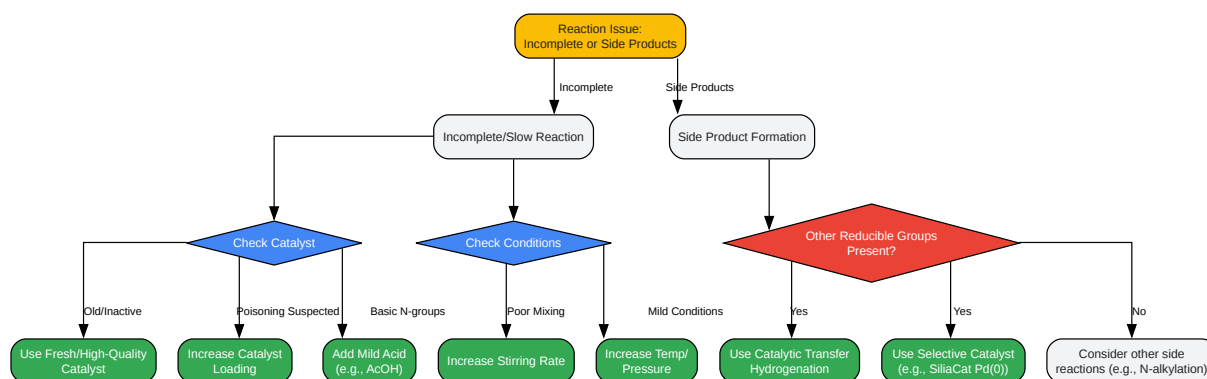 Reaction Issue:
Incomplete or Side Products
Incomplete
Side Products
Incomplete/Slow Reaction
Side Product Formation
Check Catalyst
Check Conditions
Other Reducible Groups
Present?
Old/Inactive
Poisoning Suspected
Basic N-groups
Poor Mixing
Mild Conditions
Yes
Yes
No
Use Fresh/High-Quality
Catalyst
Increase Catalyst
Loading
Add Mild Acid
(e.g., AcOH)
Increase Stirring Rate
Increase Temp/
Pressure
Use Catalytic Transfer
Hydrogenation
Use Selective Catalyst
(e.g., SiliaCat Pd(0))
Consider other side
reactions (e.g., N-alkylation)